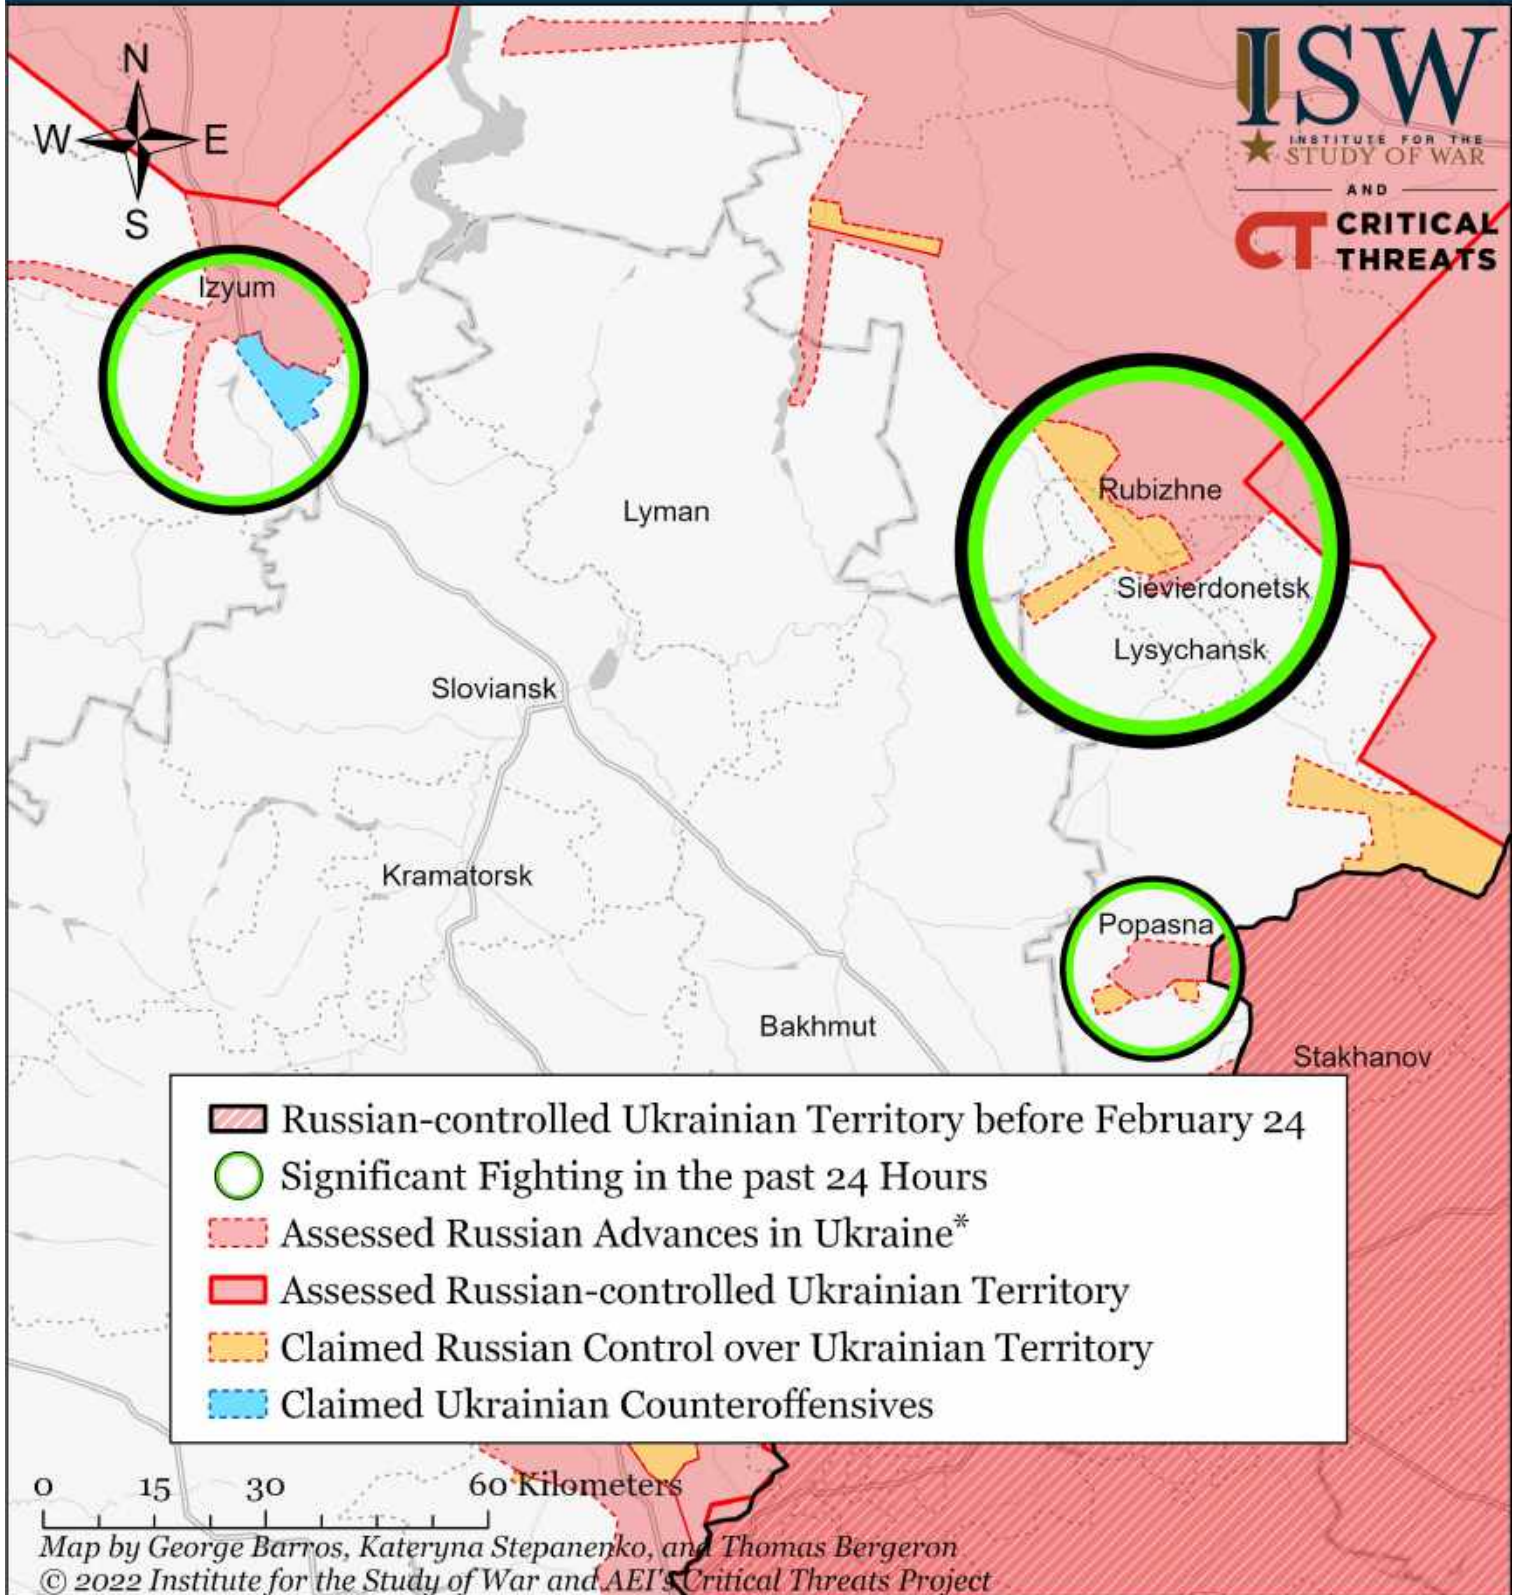 N
W E
S
ISW
INSTITUTE FOR THE
STUDY OF WAR
AND
CT CRITICAL
THREATS
Izyum
Rubizhne
Lyman
Sievierdonetsk
Lysychansk
Sloviansk
Kramatorsk
Popasna
Bakhmut
Stakhanov
Russian-controlled Ukrainian Territory before February 24
Significant Fighting in the past 24 Hours
Assessed Russian Advances in Ukraine*
Assessed Russian-controlled Ukrainian Territory
Claimed Russian Control over Ukrainian Territory
Claimed Ukrainian Counteroffensives
0 15 30 60 Kilometers
Map by George Barros, Kateryna Stepanenko, and Thomas Bergeron
© 2022 Institute for the Study of War and AEI's Critical Threats Project